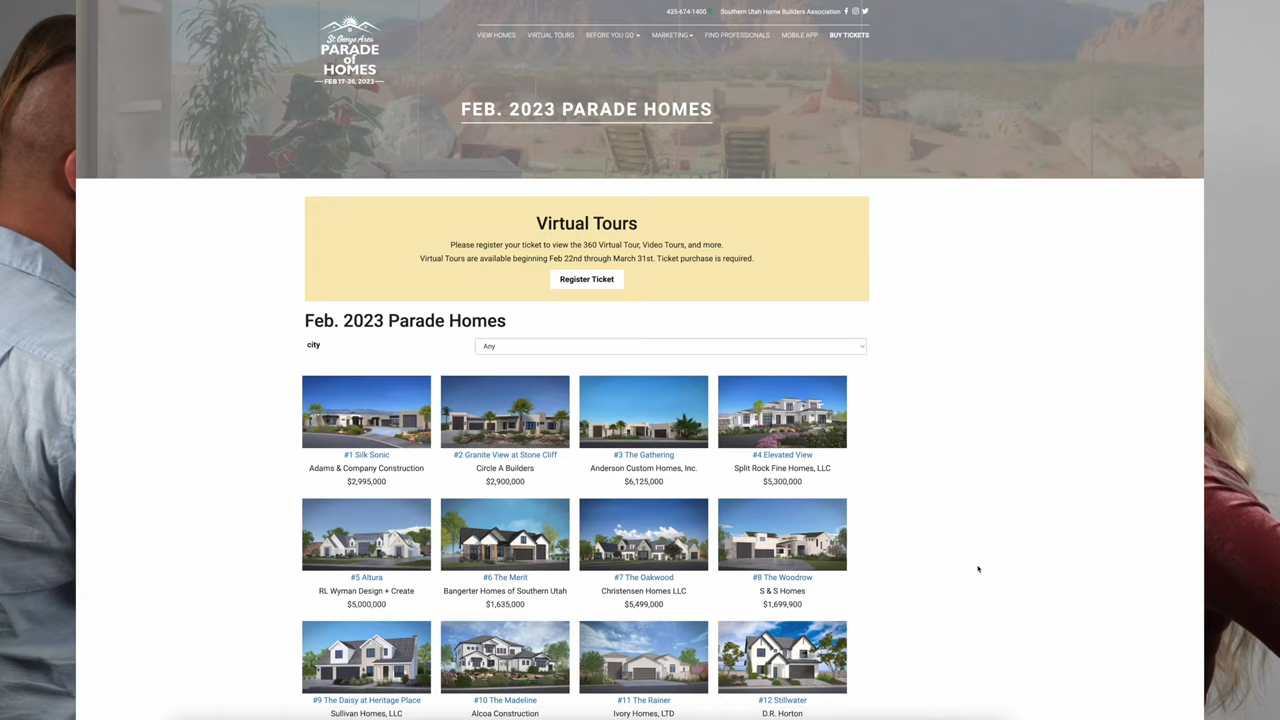 435-674-1400
Southern Utah Home Builders Association
St George Area
PARADE
of
HOMES
FEB 17-26, 2023
VIEW HOMES
VIRTUAL TOURS
BEFORE YOU GO
MARKETING
FIND PROFESSIONALS
MOBILE APP
BUY TICKETS
FEB. 2023 PARADE HOMES
Virtual Tours
Please register your ticket to view the 360 Virtual Tour, Video Tours, and more.
Virtual Tours are available beginning Feb 22nd through March 31st. Ticket purchase is required.
Register Ticket
Feb. 2023 Parade Homes
city
Any
#1 Silk Sonic
Adams & Company Construction
$2,995,000
#2 Granite View at Stone Cliff
Circle A Builders
$2,900,000
#3 The Gathering
Anderson Custom Homes, Inc.
$6,125,000
#4 Elevated View
Split Rock Fine Homes, LLC
$5,300,000
#5 Altura
RL Wyman Design + Create
$5,000,000
#6 The Merit
Bangerter Homes of Southern Utah
$1,635,000
#7 The Oakwood
Christensen Homes LLC
$5,499,000
#8 The Woodrow
S & S Homes
$1,699,900
#9 The Daisy at Heritage Place
Sullivan Homes, LLC
#10 The Madeline
Alcoa Construction
#11 The Rainer
Ivory Homes, LTD
#12 Stillwater
D.R. Horton